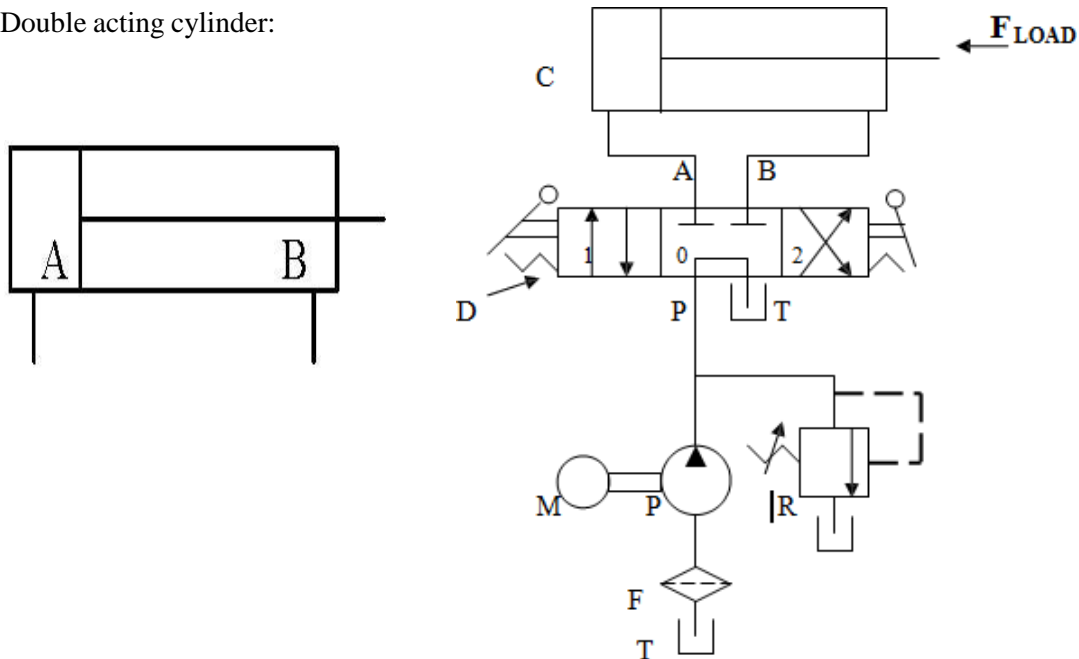 Double acting cylinder:
F LOAD
C
A B
A B
1 0 2
D
P T
M P |R
F
T